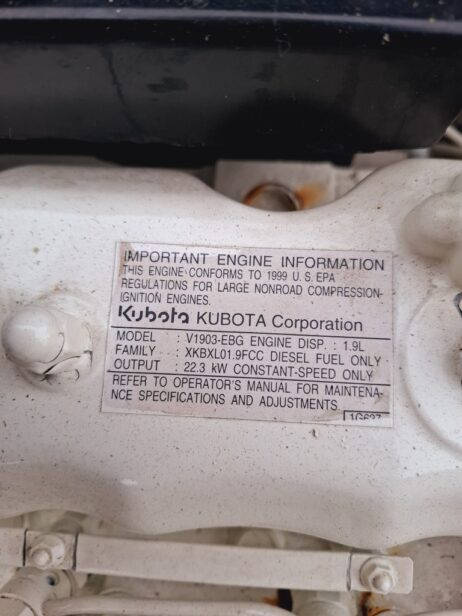 IMPORTANT ENGINE INFORMATION
THIS ENGINE CONFORMS TO 1999 U.S. EPA
REGULATIONS FOR LARGE NONROAD COMPRESSION-
IGNITION ENGINES.
Kubota KUBOTA Corporation
MODEL : V1903-EBG ENGINE DISP. : 1.9L
FAMILY : XKBXL01.9FCC DIESEL FUEL ONLY
OUTPUT : 22.3 kW CONSTANT-SPEED ONLY
REFER TO OPERATOR'S MANUAL FOR MAINTENA-
NCE SPECIFICATIONS AND ADJUSTMENTS